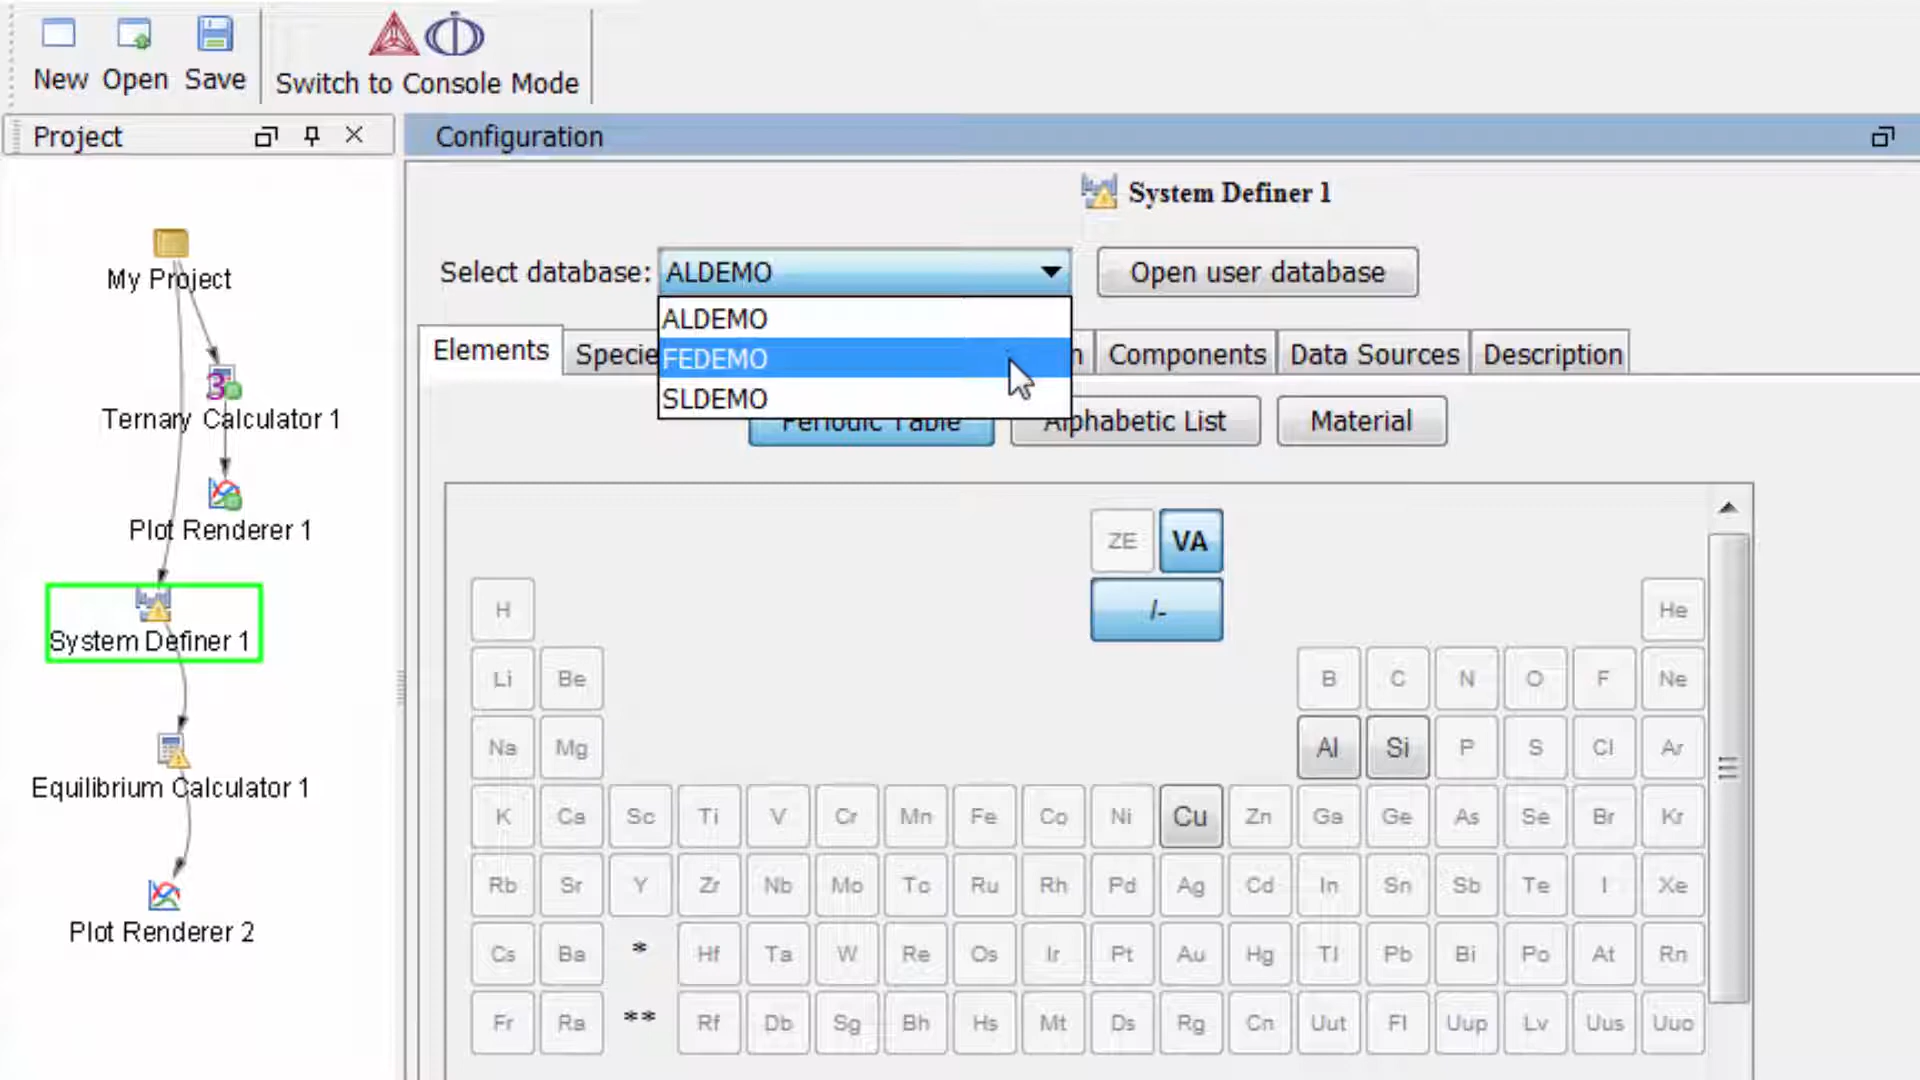 New Open Save Switch to Console Mode
Project
Configuration
System Definer 1
My Project
Ternary Calculator 1
Plot Renderer 1
System Definer 1
Equilibrium Calculator 1
Plot Renderer 2
Select database: ALDEMO Open user database
ALDEMO
FEDEMO
SLDEMO
Elements Specie n Components Data Sources Description
Periodic Table Alphabetic List Material
ZE VA
H /- He
Li Be B C N O F Ne
Na Mg Al Si P S Cl Ar
K Ca Sc Ti V Cr Mn Fe Co Ni Cu Zn Ga Ge As Se Br Kr
Rb Sr Y Zr Nb Mo Tc Ru Rh Pd Ag Cd In Sn Sb Te I Xe
Cs Ba * Hf Ta W Re Os Ir Pt Au Hg Tl Pb Bi Po At Rn
Fr Ra ** Rf Db Sg Bh Hs Mt Ds Rg Cn Uut Fl Uup Lv Uus Uuo